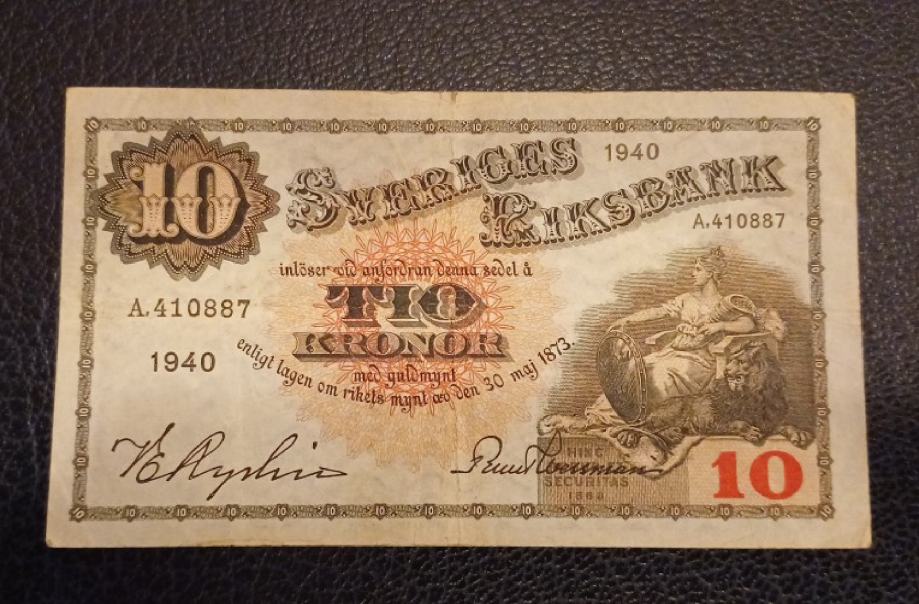 10
SVERIGES
1940
RIKSBANK
A.410887
inlöser vid anfordran denna sedel å
TIO
KRONOR
med guldmynt
enligt lagen om rikets mynt av den 30 maj 1873.
A.410887
1940
HINC
SECURITAS
10